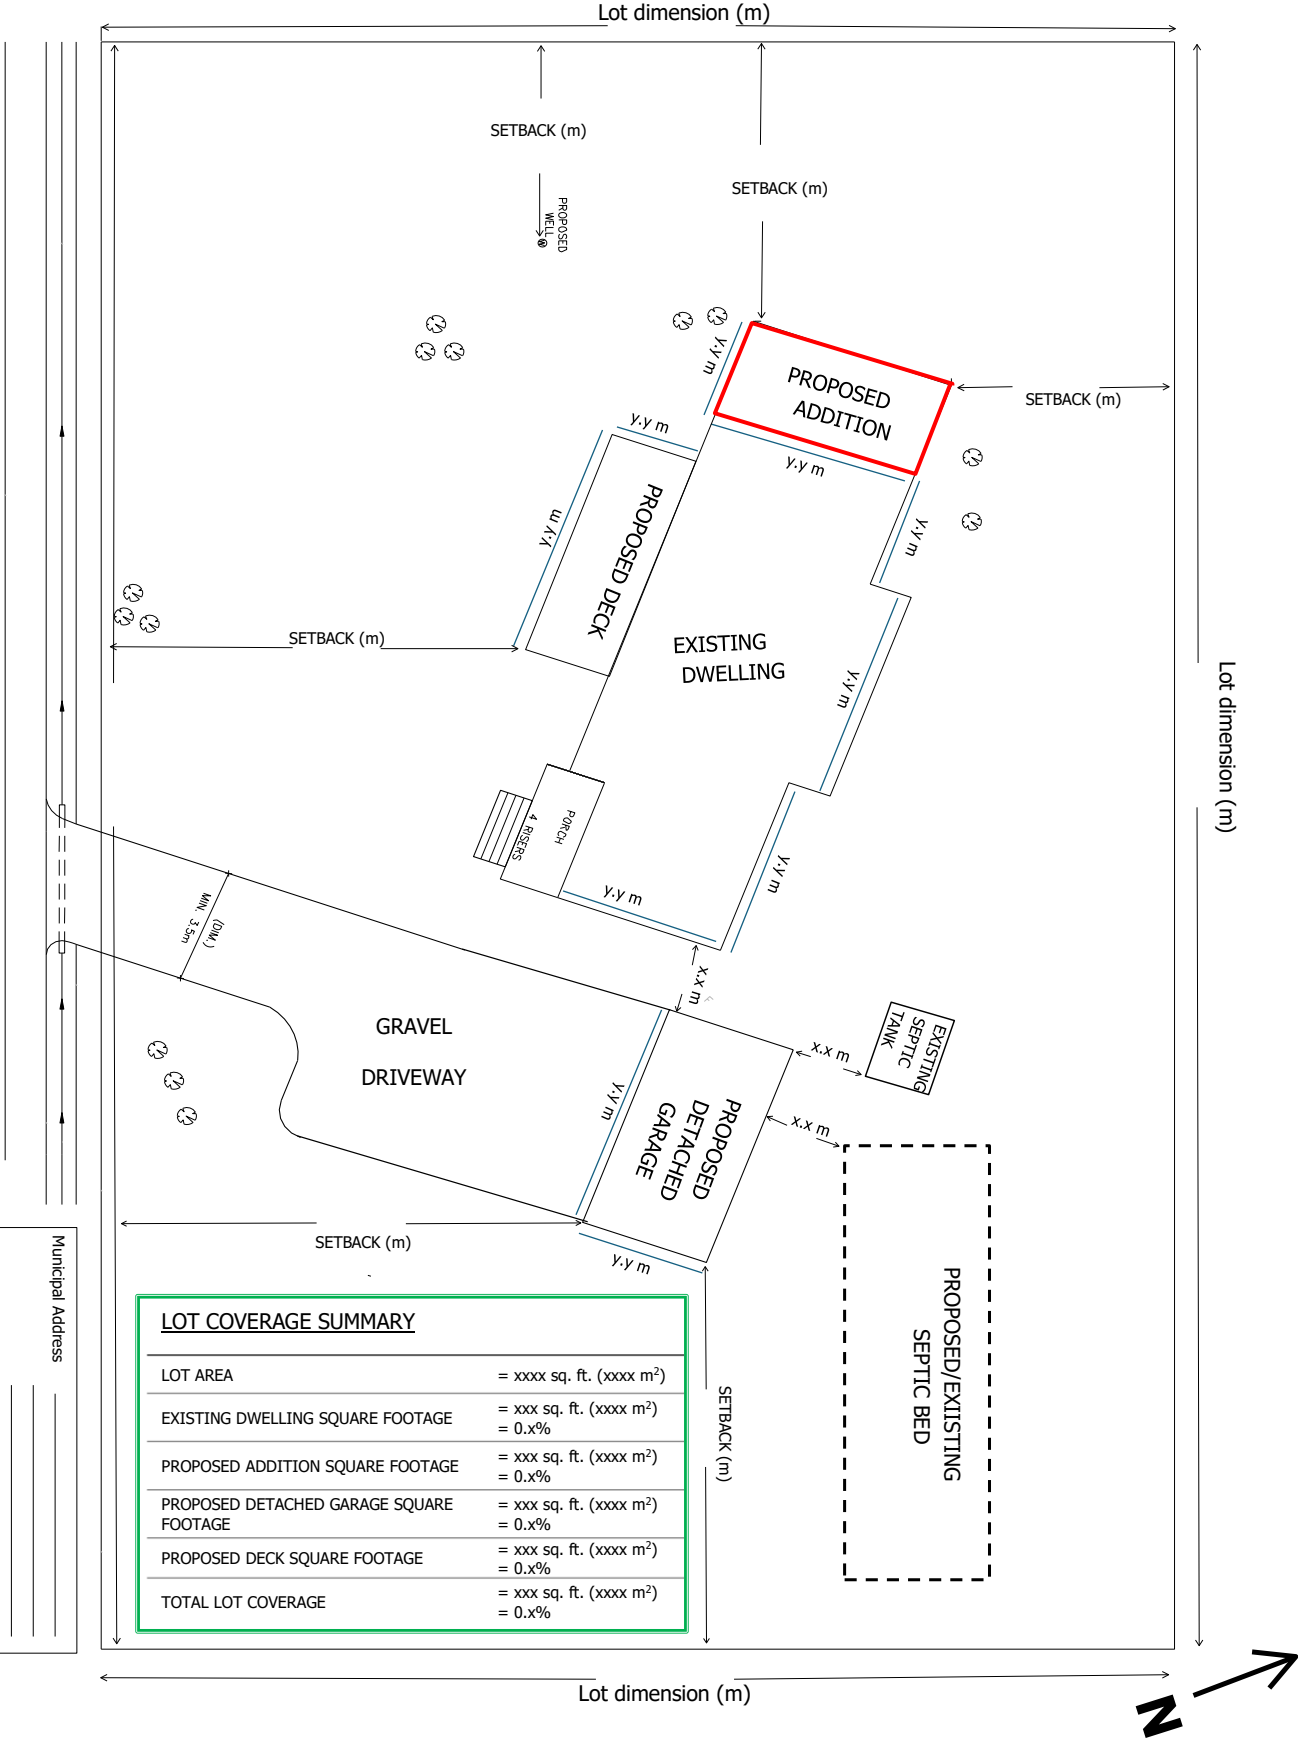 Lot dimension (m)
SETBACK (m)
SETBACK (m)
PROPOSED
WELL W
y.y m
PROPOSED
ADDITION
SETBACK (m)
y.y m
y.y m
y.y m
y.y m
PROPOSED DECK
SETBACK (m)
EXISTING
DWELLING
y.y m
Lot dimension (m)
PORCH
4 RISERS
y.y m
y.y m
(DIM.)
MIN. 3.5m
x.x m
GRAVEL
DRIVEWAY
EXISTING
SEPTIC
TANK
x.x m
x.x m
y.y m
PROPOSED
DETACHED
GARAGE
SETBACK (m)
y.y m
Municipal Address
PROPOSED/EXIISTING
SEPTIC BED
SETBACK (m)
LOT COVERAGE SUMMARY
LOT AREA = xxxx sq. ft. (xxxx m²)
EXISTING DWELLING SQUARE FOOTAGE = xxx sq. ft. (xxxx m²)
= 0.x%
PROPOSED ADDITION SQUARE FOOTAGE = xxx sq. ft. (xxxx m²)
= 0.x%
PROPOSED DETACHED GARAGE SQUARE = xxx sq. ft. (xxxx m²)
FOOTAGE = 0.x%
PROPOSED DECK SQUARE FOOTAGE = xxx sq. ft. (xxxx m²)
= 0.x%
TOTAL LOT COVERAGE = xxx sq. ft. (xxxx m²)
= 0.x%
Lot dimension (m)
N